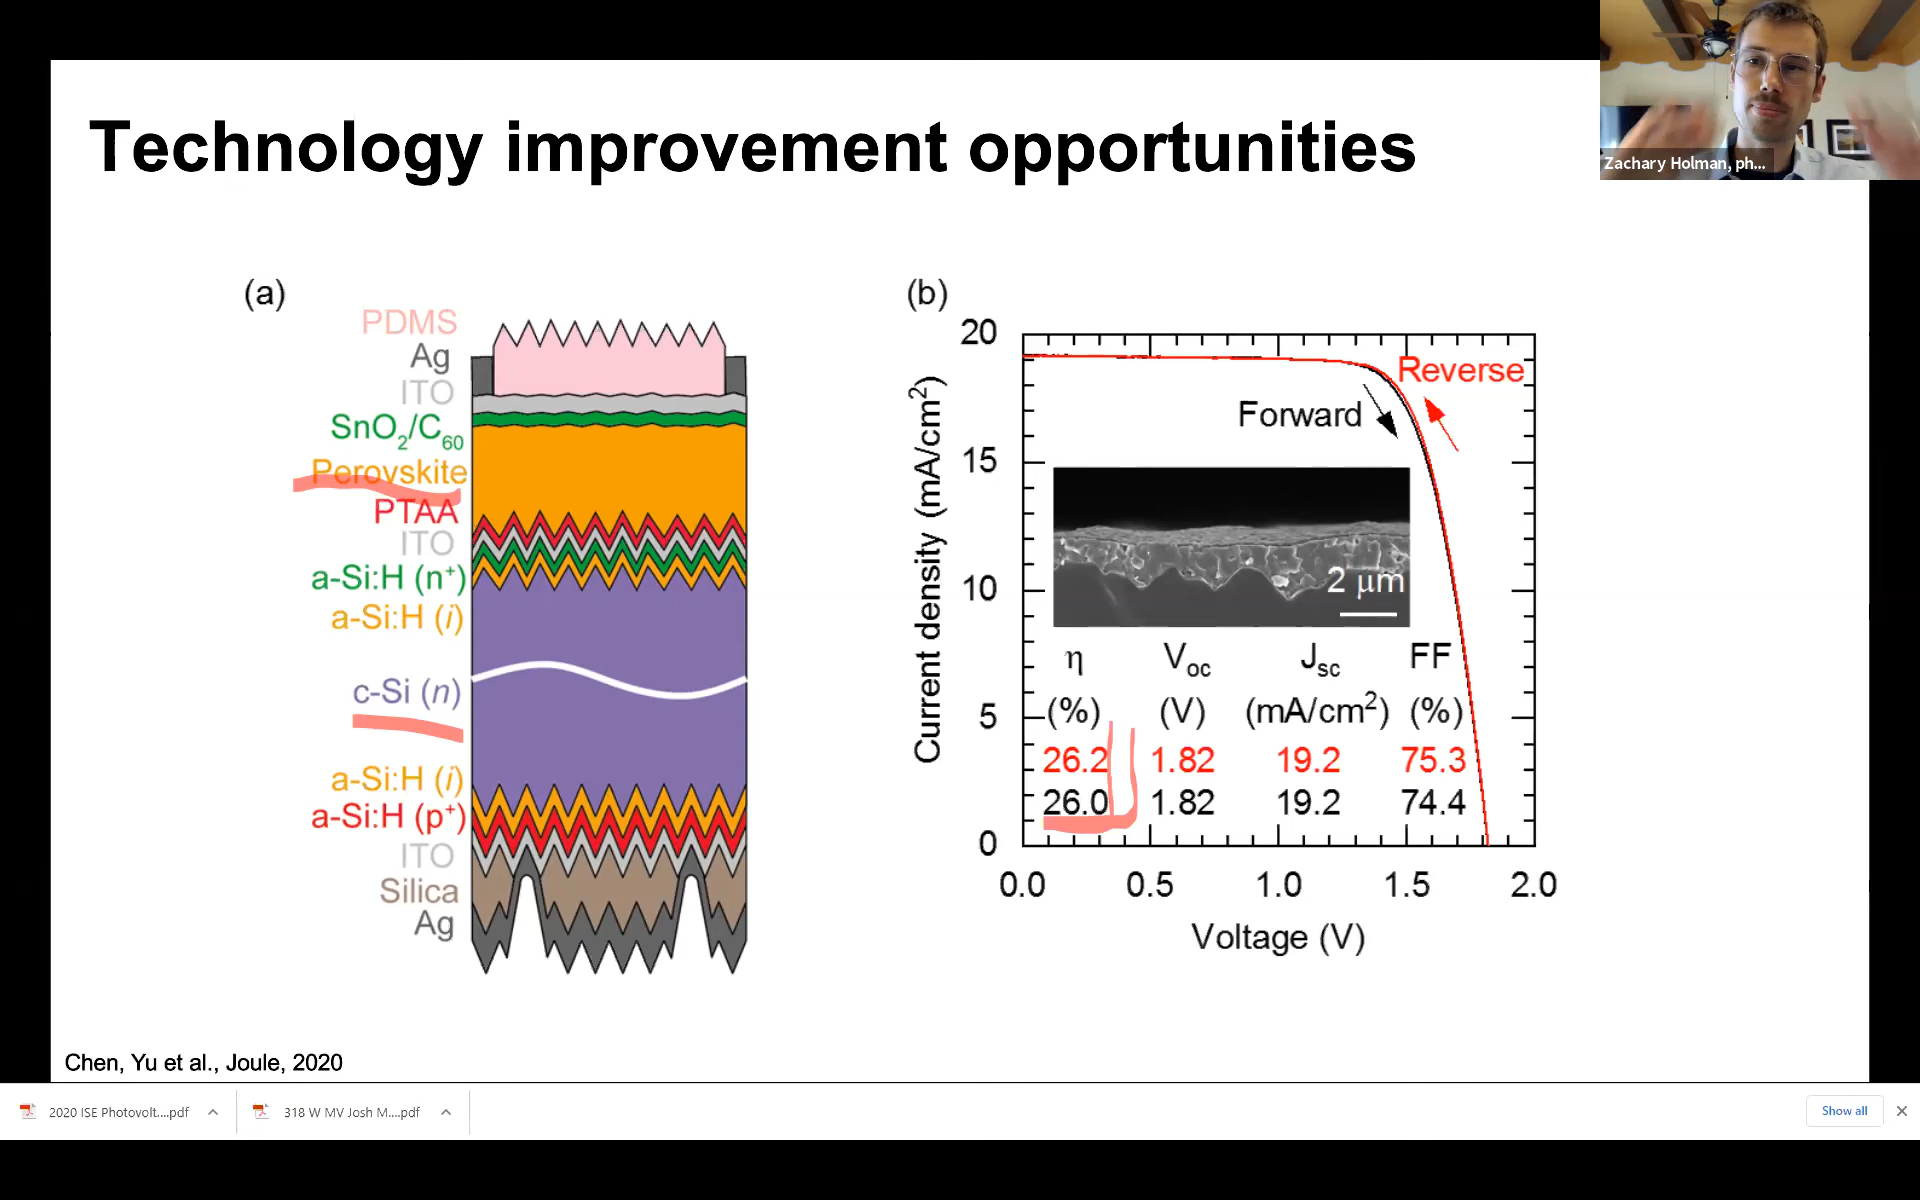 Technology improvement opportunities
Zachary Holman, ph...
(a)
PDMS
Ag
ITO
SnO2/C60
Perovskite
PTAA
ITO
a-Si:H (n+)
a-Si:H (i)
c-Si (n)
a-Si:H (i)
a-Si:H (p+)
ITO
Silica
Ag
(b)
Current density (mA/cm2)
20
15
10
5
0
Reverse
Forward
2 μm
η Voc Jsc FF
(%) (V) (mA/cm2) (%)
26.2 1.82 19.2 75.3
26.0 1.82 19.2 74.4
0.0 0.5 1.0 1.5 2.0
Voltage (V)
Chen, Yu et al., Joule, 2020
2020 ISE Photovolt....pdf
318 W MV Josh M....pdf
Show all